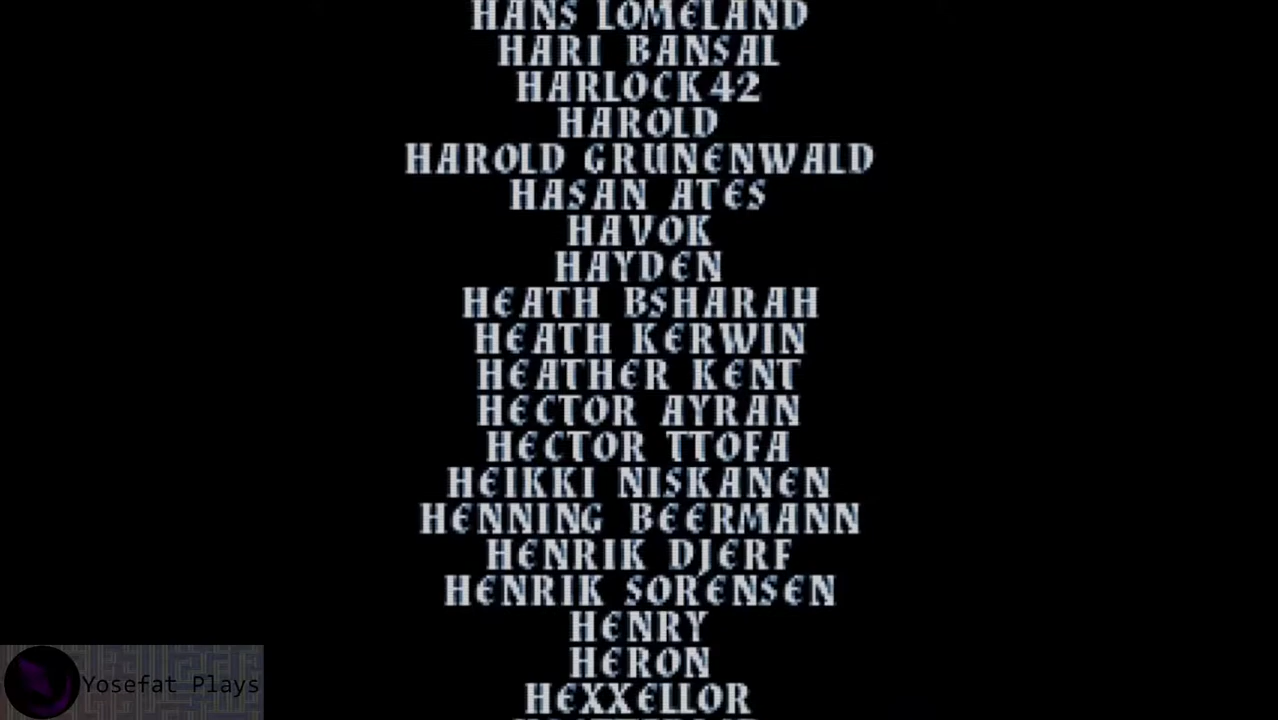 HANS LOMELAND
HARI BANSAL
HARLOCK42
HAROLD
HAROLD GRUNENWALD
HASAN ATES
HAVOK
HAYDEN
HEATH BSHARAH
HEATH KERWIN
HEATHER KENT
HECTOR AYRAN
HECTOR TTOFA
HEIKKI NISKANEN
HENNING BEERMANN
HENRIK DJERF
HENRIK SORENSEN
HENRY
HERON
HEXXELLOR
Yosefat Plays